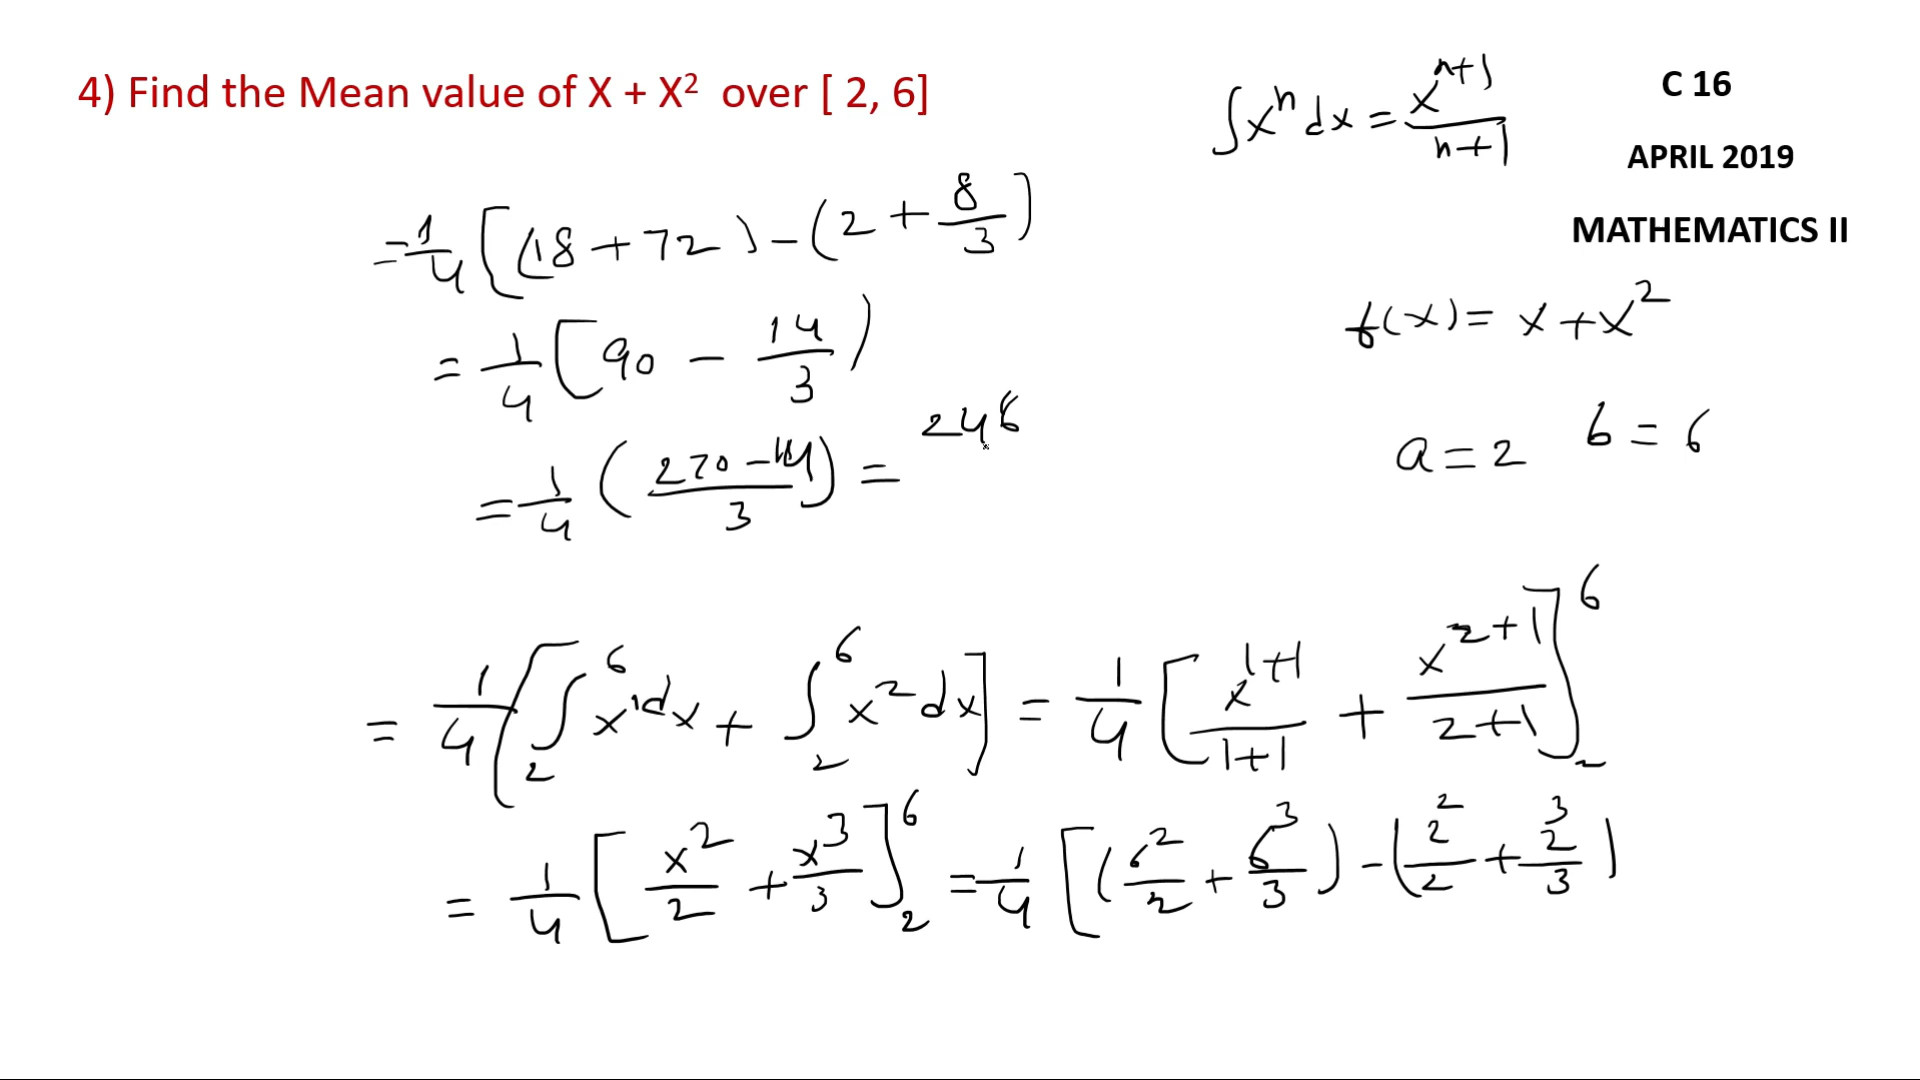 4) Find the Mean value of X + X² over [ 2, 6]
∫xⁿdx = xⁿ⁺¹/n+1
C 16
APRIL 2019
MATHEMATICS II
= 1/4 [(18 + 72) - (2 + 8/3)
= 1/4 [90 - 14/3)
= 1/4 (270 - 14/3) = 246
f(x) = x + x²
a = 2 b = 6
= 1/4 [∫₂⁶ x¹dx + ∫₂⁶ x² dx] = 1/4 [x¹⁺¹/1+1 + x²⁺¹/2+1]₂⁶
= 1/4 [x²/2 + x³/3]₂⁶ = 1/4 [(6²/2 + 6³/3) - (2²/2 + 2³/3)